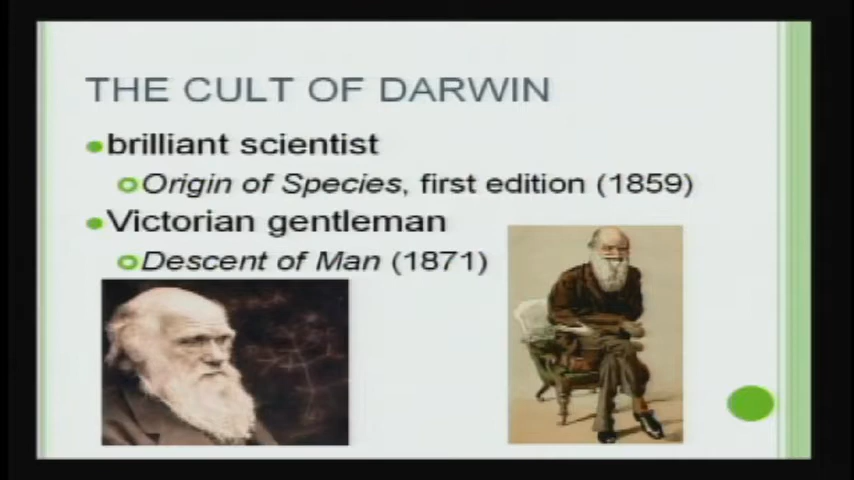 THE CULT OF DARWIN
brilliant scientist
Origin of Species, first edition (1859)
Victorian gentleman
Descent of Man (1871)